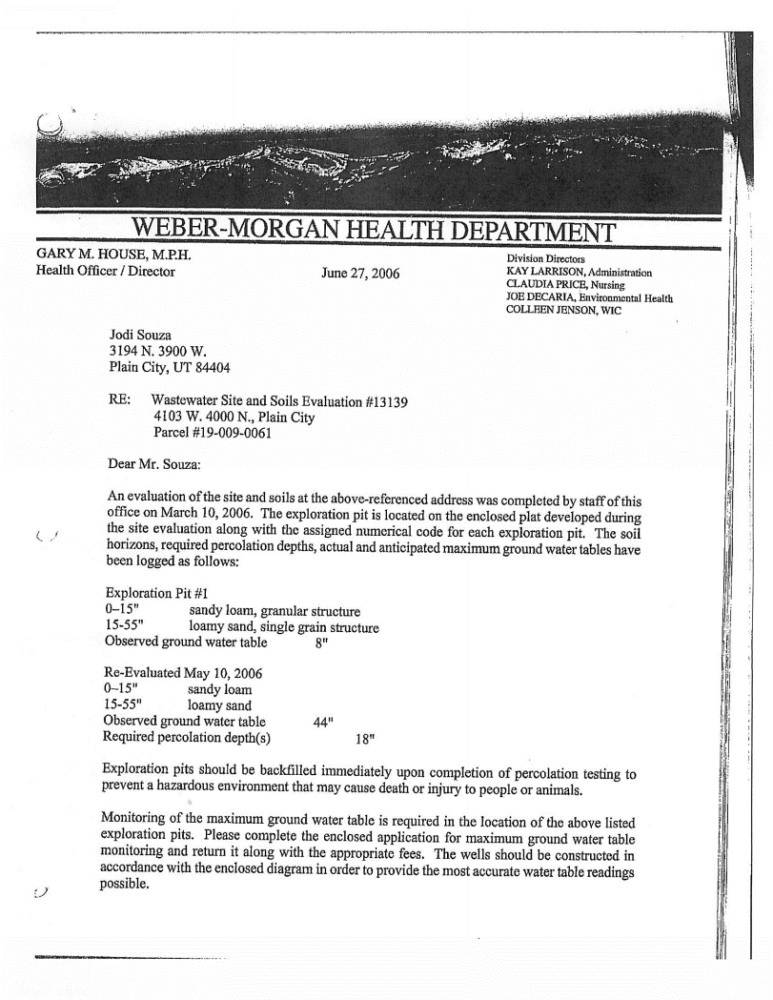 WEBER-MORGAN HEALTH DEPARTMENT
GARY M. HOUSE, M.P.H.
Health Officer / Director
June 27, 2006
Division Directors
KAY LARRISON, Administration
CLAUDIA PRICE, Nursing
JOE DECARIA, Environmental Health
COLLEEN JENSON, WIC
Jodi Souza
3194 N. 3900 W.
Plain City, UT 84404
RE: Wastewater Site and Soils Evaluation #13139
4103 W. 4000 N., Plain City
Parcel #19-009-0061
Dear Mr. Souza:
An evaluation of the site and soils at the above-referenced address was completed by staff of this
office on March 10, 2006. The exploration pit is located on the enclosed plat developed during
the site evaluation along with the assigned numerical code for each exploration pit. The soil
horizons, required percolation depths, actual and anticipated maximum ground water tables have
been logged as follows:
Exploration Pit #1
0–15" sandy loam, granular structure
15-55" loamy sand, single grain structure
Observed ground water table 8"
Re-Evaluated May 10, 2006
0–15" sandy loam
15-55" loamy sand
Observed ground water table 44"
Required percolation depth(s) 18"
Exploration pits should be backfilled immediately upon completion of percolation testing to
prevent a hazardous environment that may cause death or injury to people or animals.
Monitoring of the maximum ground water table is required in the location of the above listed
exploration pits. Please complete the enclosed application for maximum ground water table
monitoring and return it along with the appropriate fees. The wells should be constructed in
accordance with the enclosed diagram in order to provide the most accurate water table readings
possible.